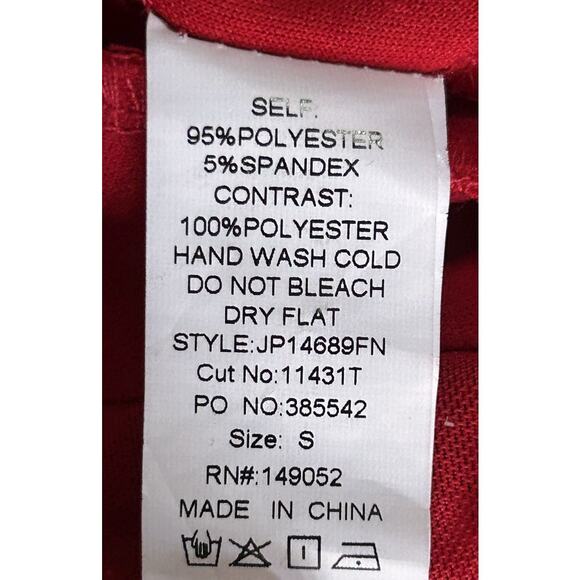 SELF:
95%POLYESTER
5%SPANDEX
CONTRAST:
100%POLYESTER
HAND WASH COLD
DO NOT BLEACH
DRY FLAT
STYLE:JP14689FN
Cut No:11431T
PO NO:385542
Size: S
RN#:149052
MADE IN CHINA